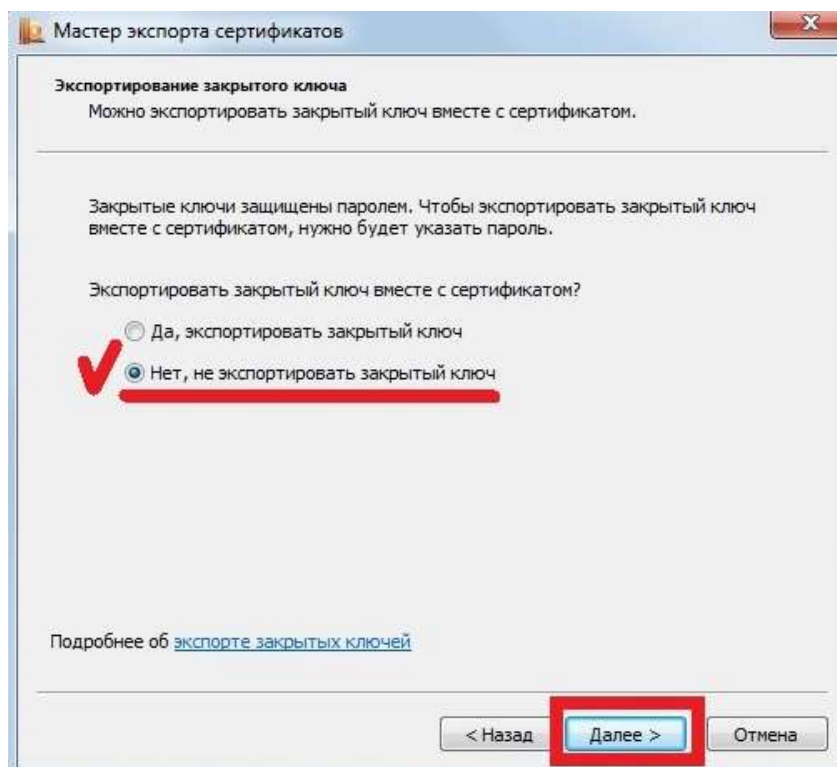 Мастер экспорта сертификатов
Экспортирование закрытого ключа
Можно экспортировать закрытый ключ вместе с сертификатом.
Закрытые ключи защищены паролем. Чтобы экспортировать закрытый ключ
вместе с сертификатом, нужно будет указать пароль.
Экспортировать закрытый ключ вместе с сертификатом?
Да, экспортировать закрытый ключ
Нет, не экспортировать закрытый ключ
Подробнее об экспорте закрытых ключей
< Назад Далее > Отмена